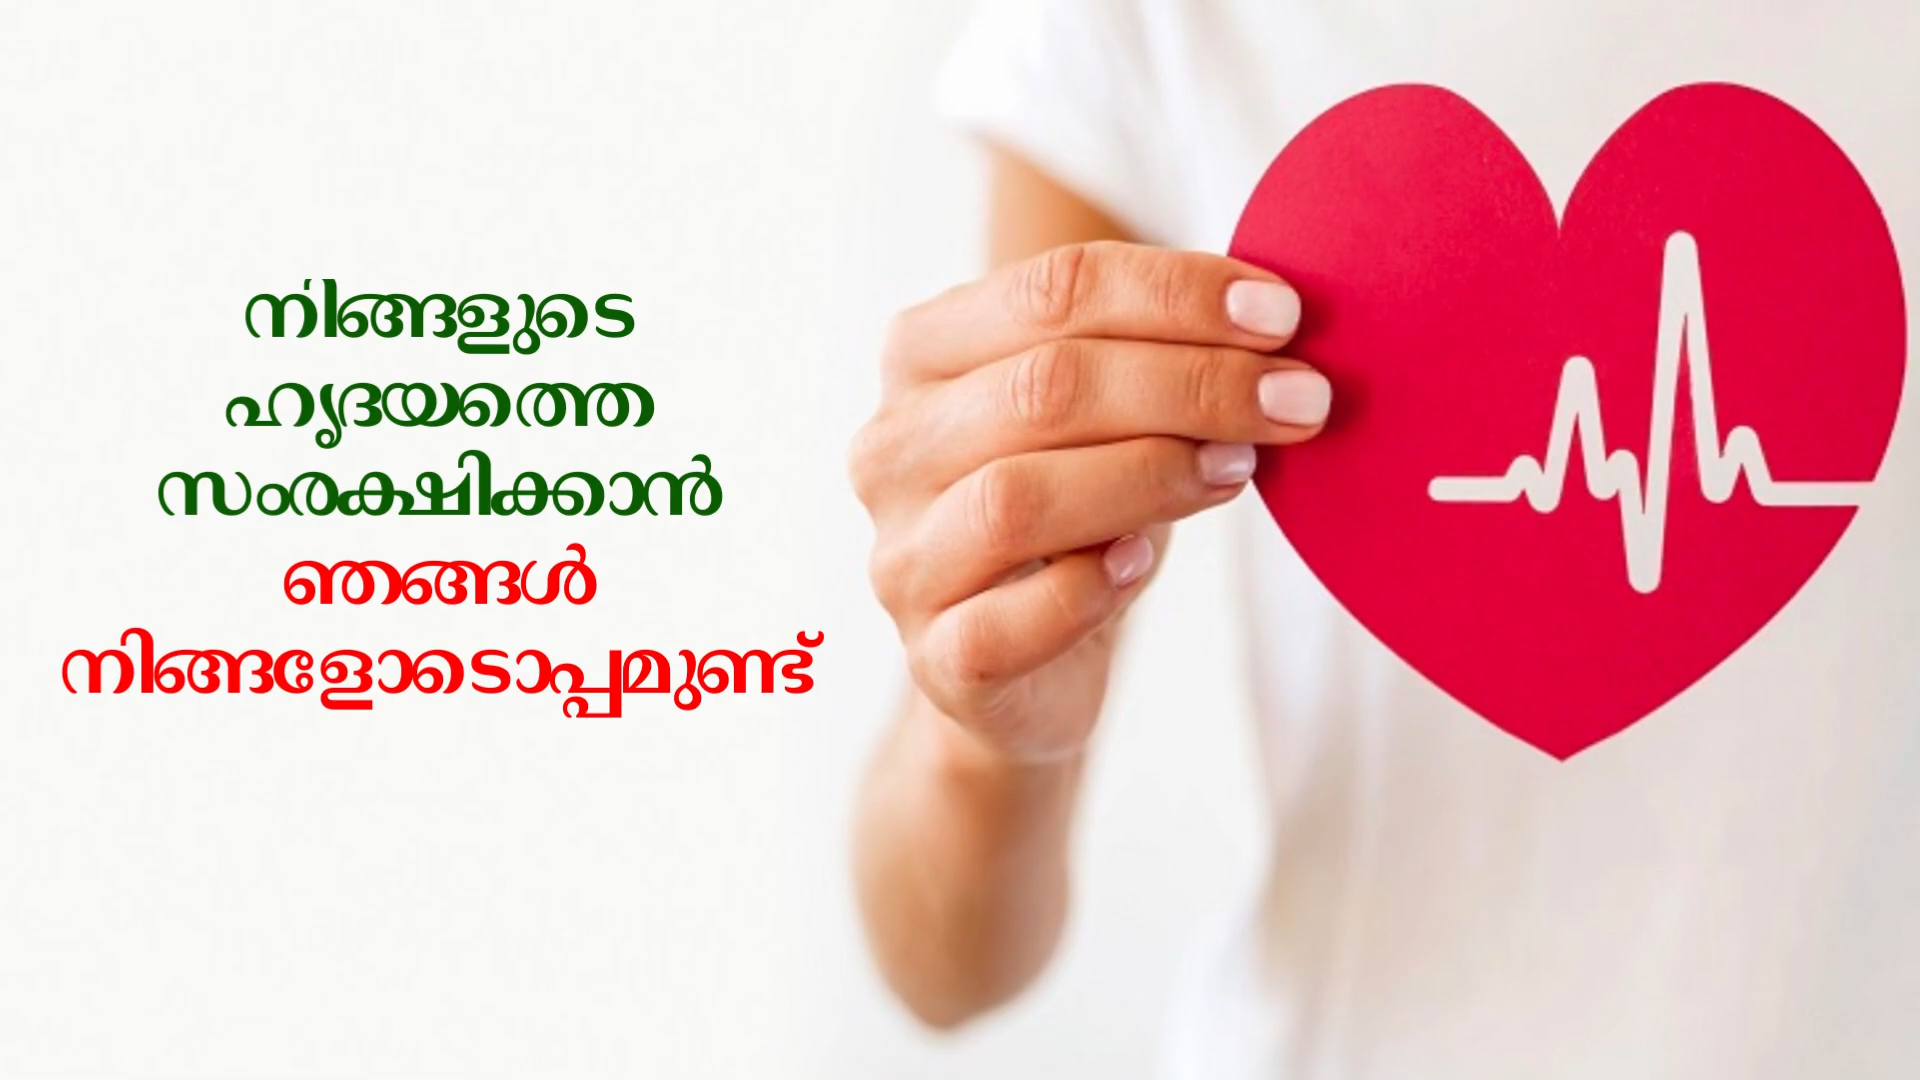 നിങ്ങളുടെ
ഹൃദയത്തെ
സംരക്ഷിക്കാൻ
ഞങ്ങൾ
നിങ്ങളോടൊപ്പമുണ്ട്